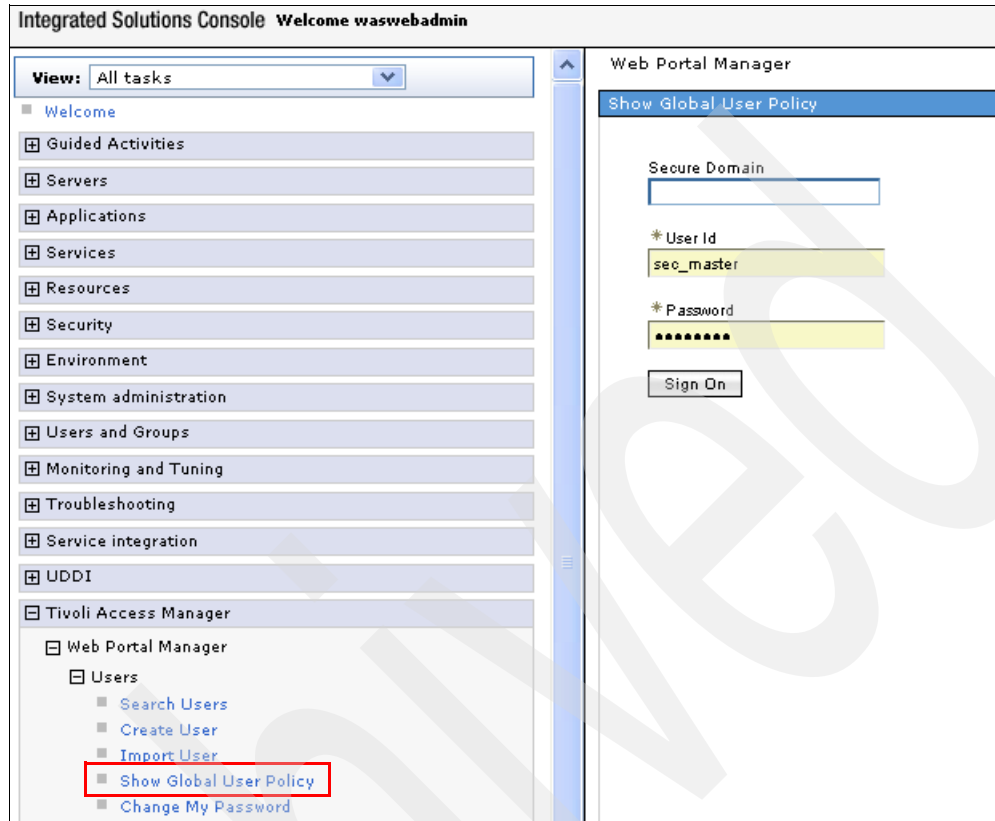 Integrated Solutions Console Welcome waswebadmin
View: All tasks
Welcome
Guided Activities
Servers
Applications
Services
Resources
Security
Environment
System administration
Users and Groups
Monitoring and Tuning
Troubleshooting
Service integration
UDDI
Tivoli Access Manager
Web Portal Manager
Users
Search Users
Create User
Import User
Show Global User Policy
Change My Password
Web Portal Manager
Show Global User Policy
Secure Domain
*User Id
sec_master
*Password
••••••••
Sign On